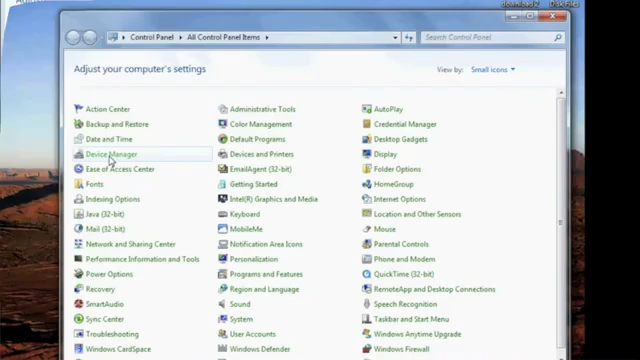 download2 Disk Files
Control Panel All Control Panel Items Search Control Panel
Adjust your computer's settings View by: Small icons
Action Center Administrative Tools AutoPlay
Backup and Restore Color Management Credential Manager
Date and Time Default Programs Desktop Gadgets
Device Manager Devices and Printers Display
Ease of Access Center EmailAgent (32-bit) Folder Options
Fonts Getting Started HomeGroup
Indexing Options Intel(R) Graphics and Media Internet Options
Java (32-bit) Keyboard Location and Other Sensors
Mail (32-bit) MobileMe Mouse
Network and Sharing Center Notification Area Icons Parental Controls
Performance Information and Tools Personalization Phone and Modem
Power Options Programs and Features QuickTime (32-bit)
Recovery Region and Language RemoteApp and Desktop Connections
SmartAudio Sound Speech Recognition
Sync Center System Taskbar and Start Menu
Troubleshooting User Accounts Windows Anytime Upgrade
Windows CardSpace Windows Defender Windows Firewall